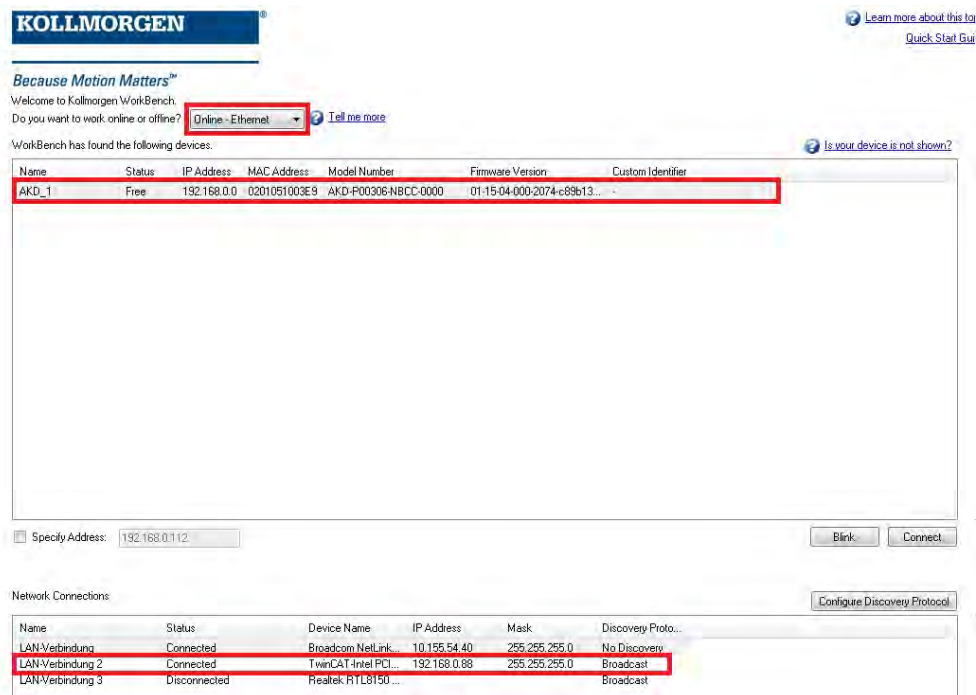 KOLLMORGEN®
Learn more about this to
Quick Start Gui
Because Motion Matters™
Welcome to Kollmorgen WorkBench.
Do you want to work online or offline? Online - Ethernet Tell me more
WorkBench has found the following devices. Is your device is not shown?
Name Status IP Address MAC Address Model Number Firmware Version Custom Identifier
AKD_1 Free 192.168.0.0 0201051003E9 AKD-P00306-NBCC-0000 01-15-04-000-2074-c89b13... -
Specify Address: 192.168.0.112 Blink Connect
Network Connections Configure Discovery Protocol
Name Status Device Name IP Address Mask Discovery Proto...
LAN-Verbindung Connected Broadcom NetLink... 10.155.54.40 255.255.255.0 No Discovery
LAN-Verbindung 2 Connected TwinCAT-Intel PCI... 192.168.0.88 255.255.255.0 Broadcast
LAN-Verbindung 3 Disconnected Realtek RTL8150 ... Broadcast